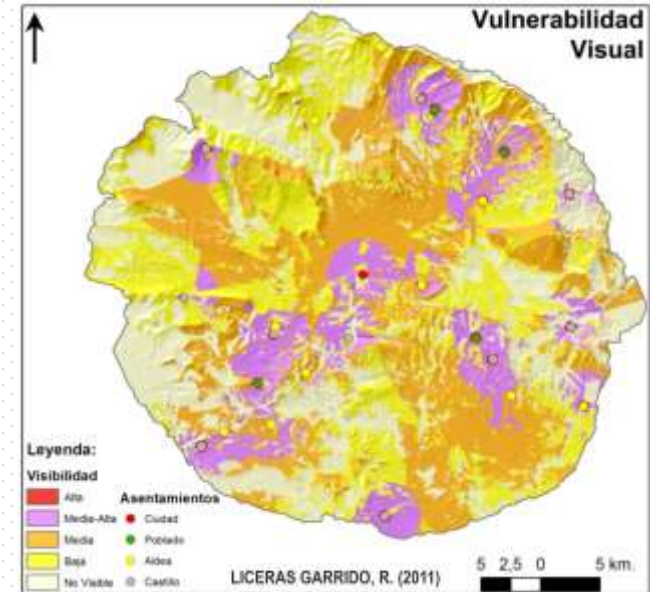 Vulnerabilidad
Visual
Leyenda:
Visibilidad
Alta
Media-Alta
Media
Baja
No Visible
Asentamientos
Ciudad
Poblado
Aldea
Castillo
LICERAS GARRIDO, R. (2011)
5 2,5 0 5 km.